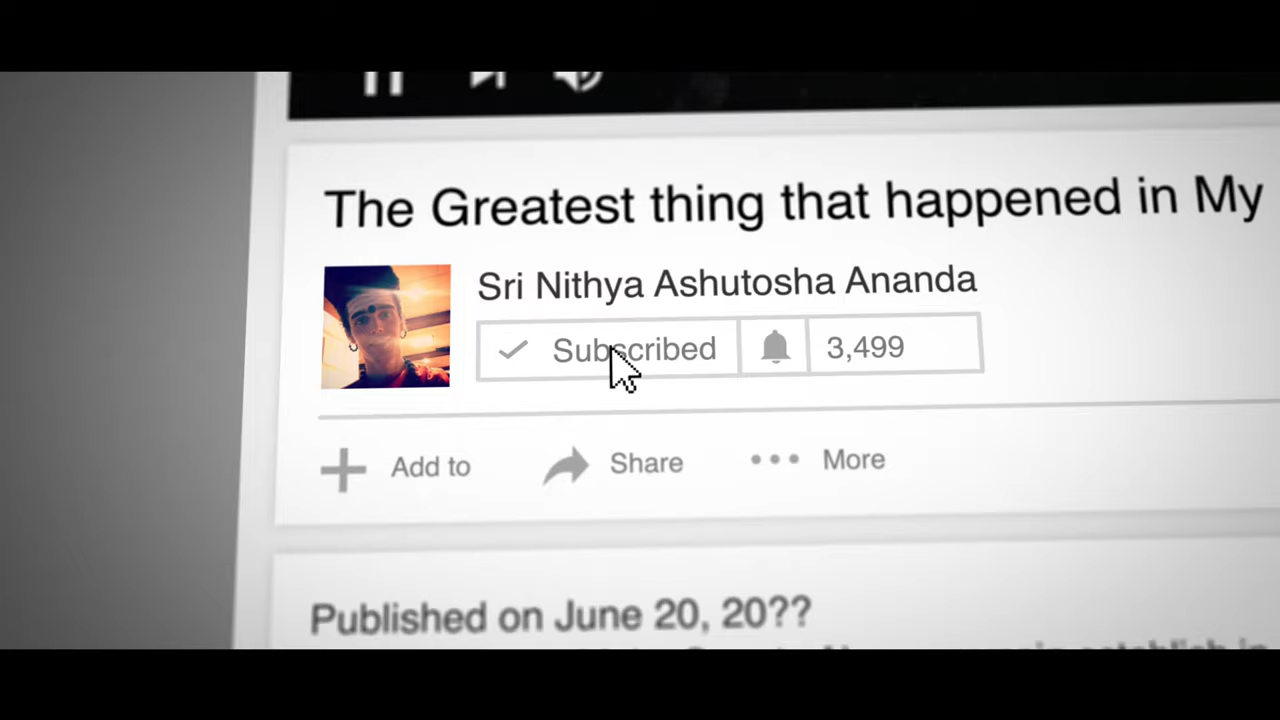 The Greatest thing that happened in My
Sri Nithya Ashutosha Ananda
Subscribed 3,499
Add to Share More
Published on June 20, 20??